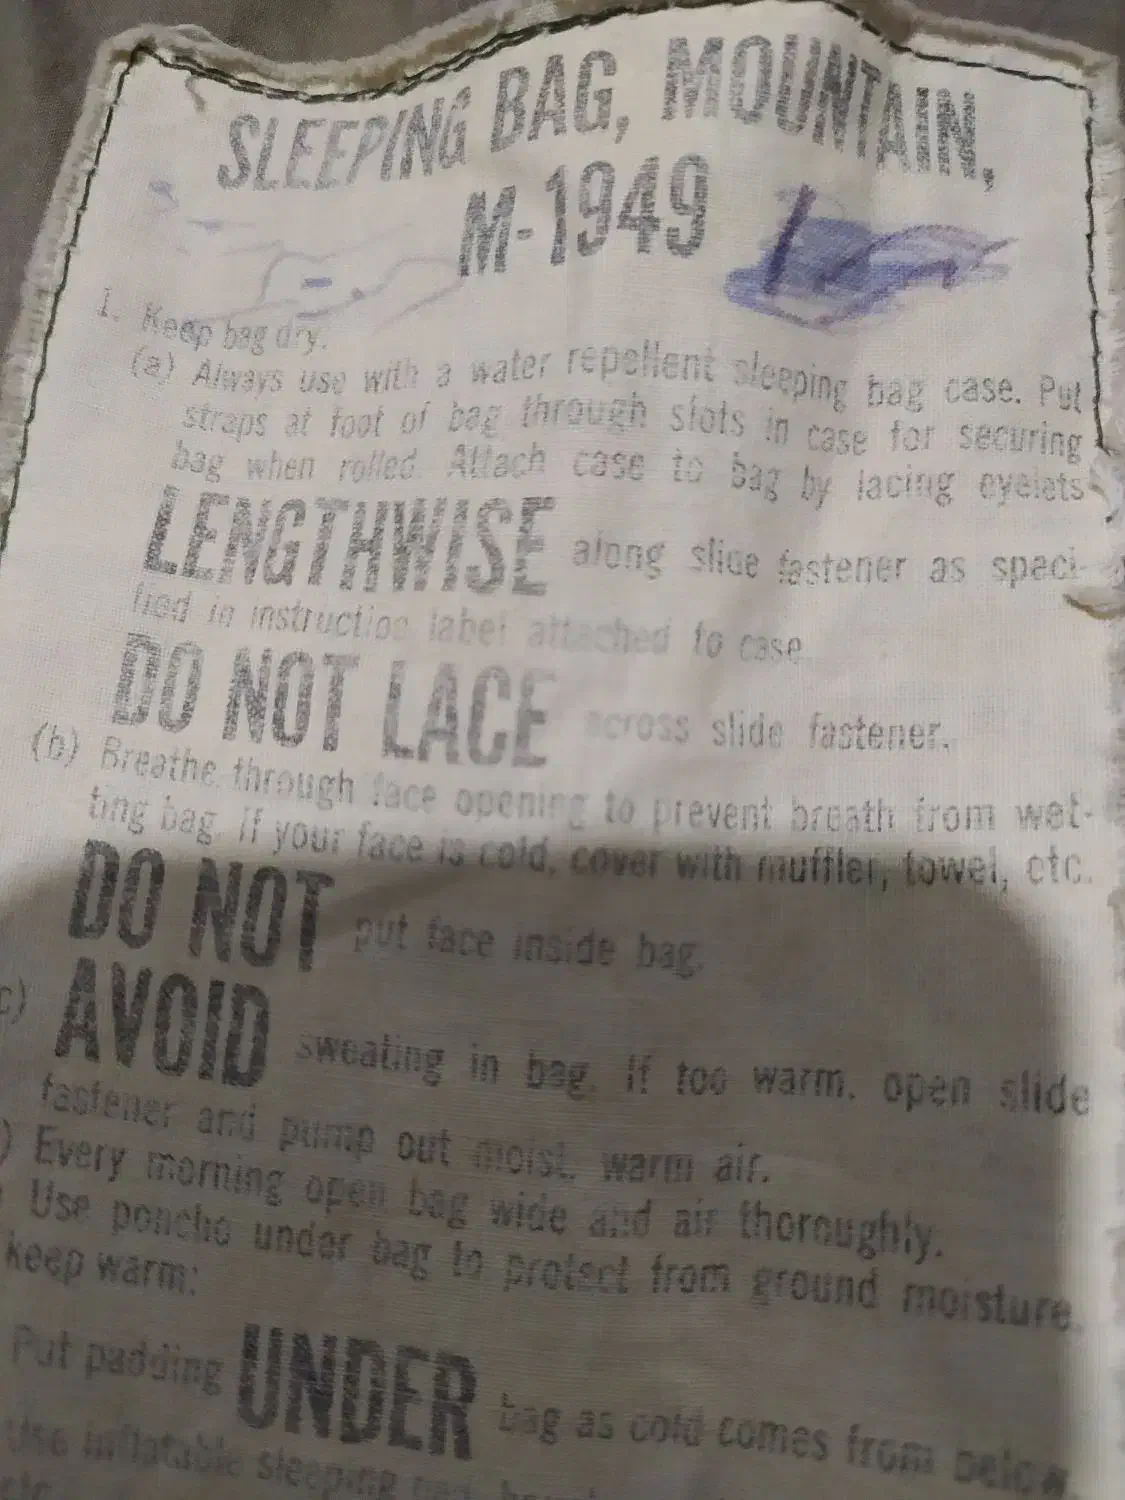 SLEEPING BAG, MOUNTAIN,
M-1949
1. Keep bag dry.
(a) Always use with a water repellent sleeping bag case. Put
straps at foot of bag through slots in case for securing
bag when rolled. Attach case to bag by lacing eyelets
LENGTHWISE along slide fastener as speci-
fied in instruction label attached to case.
DO NOT LACE across slide fastener.
(b) Breathe through face opening to prevent breath from wet-
ting bag. If your face is cold, cover with muffler, towel, etc.
DO NOT put face inside bag.
c) AVOID sweating in bag. If too warm, open slide
fastener and pump out moist, warm air.
) Every morning open bag wide and air thoroughly.
Use poncho under bag to protect from ground moisture.
keep warm:
Put padding UNDER bag as cold comes from below.
Use inflatable sleeping
etc.